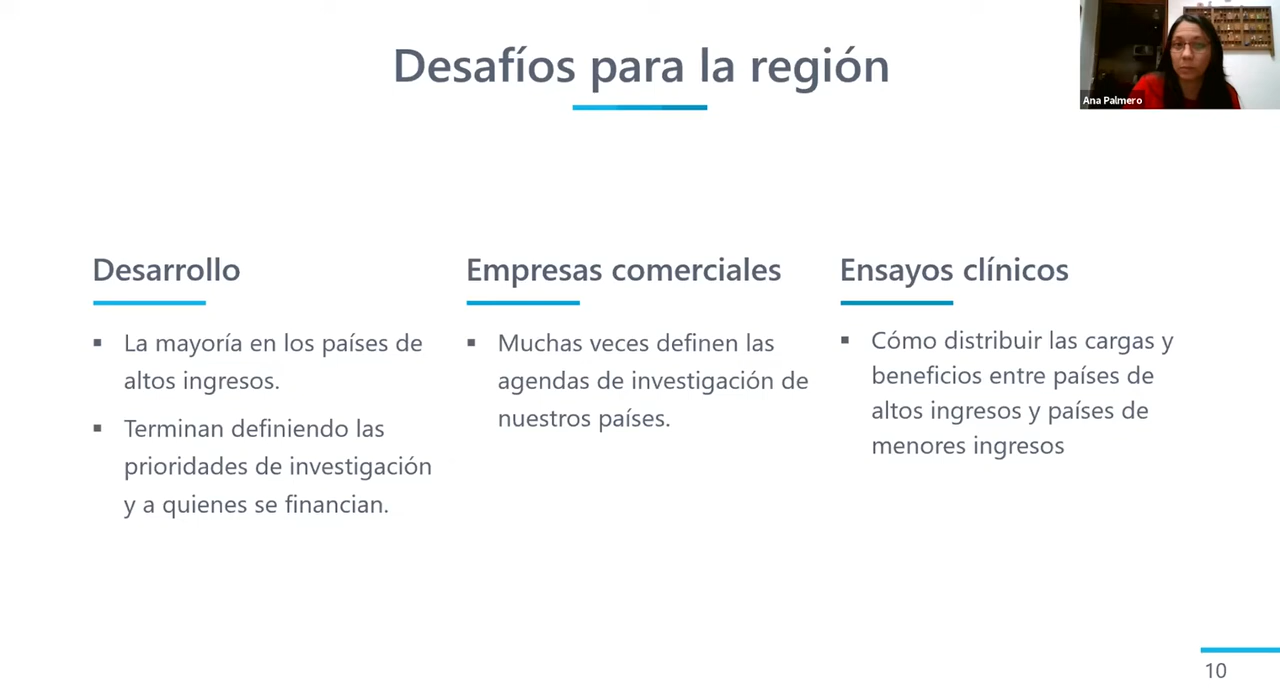 Desafíos para la región
Ana Palmero
Desarrollo
▪ La mayoría en los países de
altos ingresos.
▪ Terminan definiendo las
prioridades de investigación
y a quienes se financian.
Empresas comerciales
▪ Muchas veces definen las
agendas de investigación de
nuestros países.
Ensayos clínicos
▪ Cómo distribuir las cargas y
beneficios entre países de
altos ingresos y países de
menores ingresos
10